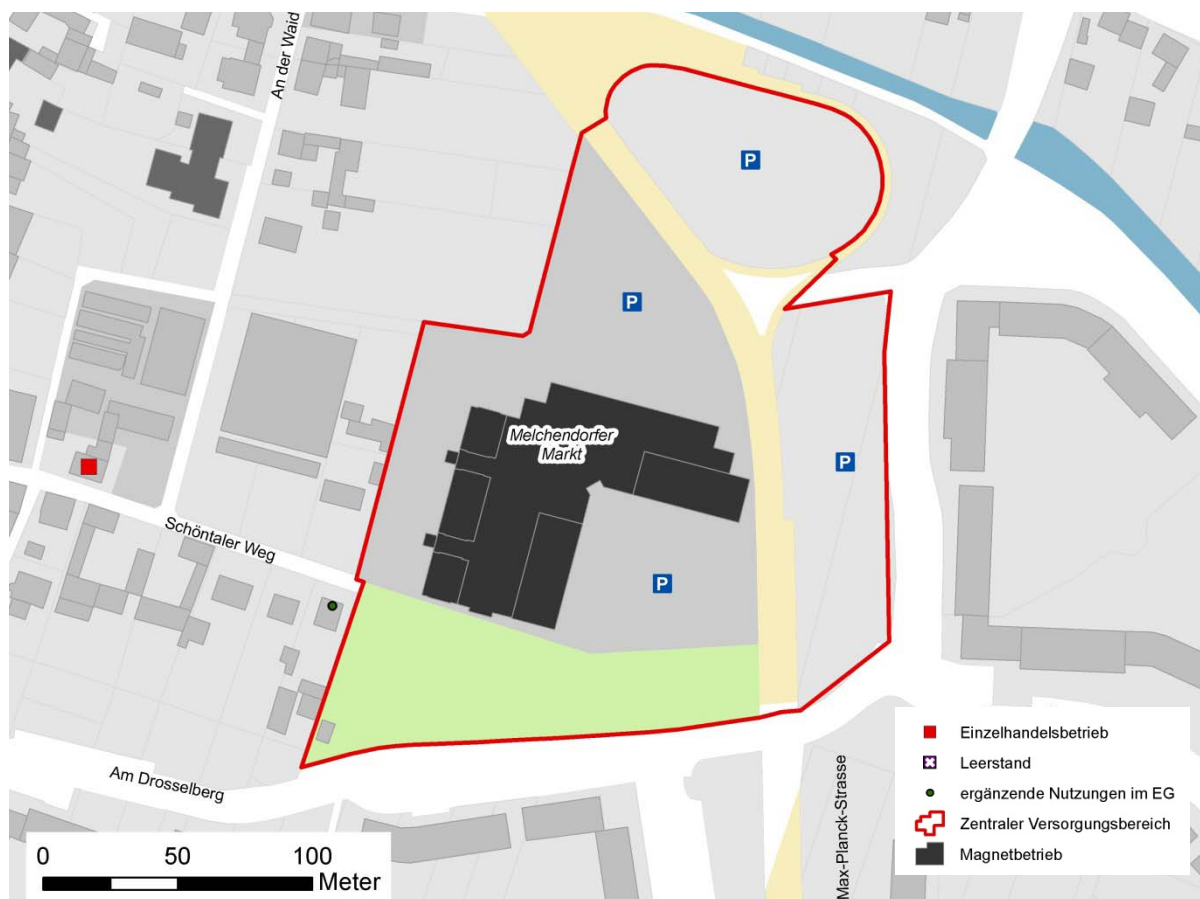 An der Waid
P
P
Melchendorfer
Markt
P
Schöntaler Weg
P
Am Drosselberg
Max-Planck-Strasse
Einzelhandelsbetrieb
Leerstand
ergänzende Nutzungen im EG
Zentraler Versorgungsbereich
Magnetbetrieb
0 50 100
Meter